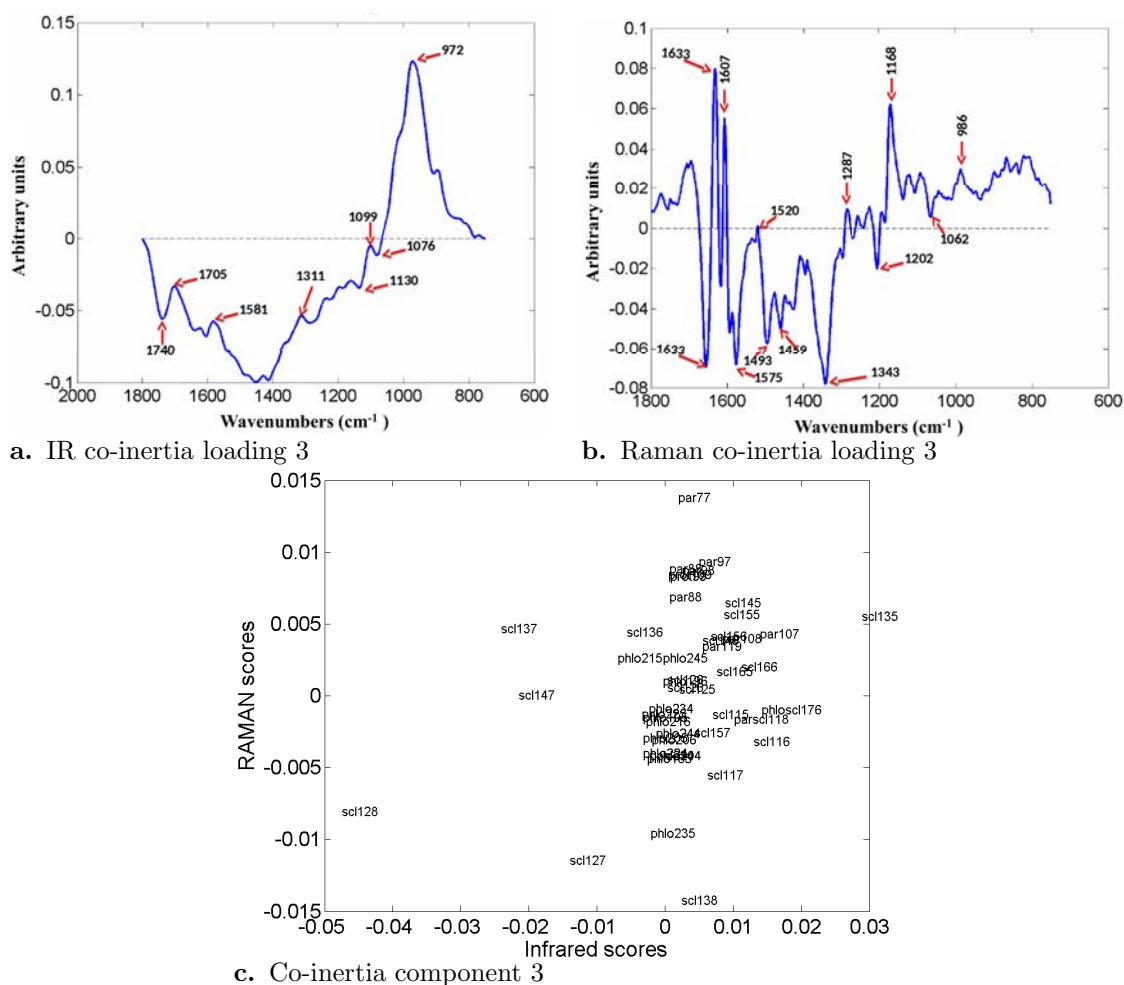 0.15
0.1
0.05
0
-0.05
-0.1
2000 1800 1600 1400 1200 1000 800 600
Arbitrary units
Wavenumbers (cm-1 )
972
1099
1076
1130
1311
1705
1581
1740
a. IR co-inertia loading 3
0.1
0.08
0.06
0.04
0.02
0
-0.02
-0.04
-0.06
-0.08
1800 1600 1400 1200 1000 800 600
Arbitrary units
Wavenumbers (cm-1 )
1633
1607
1168
986
1287
1520
1062
1202
1633
1493
1459
1575
1343
b. Raman co-inertia loading 3
0.015
0.01
0.005
0
-0.005
-0.01
-0.015
-0.05 -0.04 -0.03 -0.02 -0.01 0 0.01 0.02 0.03
RAMAN scores
Infrared scores
par77
par97
par88
scl145
scl155
scl135
scl137
scl136
par107
par119
phlo215
phlo245
scl166
scl165
scl147
scl125
phlo234
scl115
phloscl176
parscl118
phlo216
scl157
scl116
scl117
scl128
phlo235
scl127
scl138
c. Co-inertia component 3